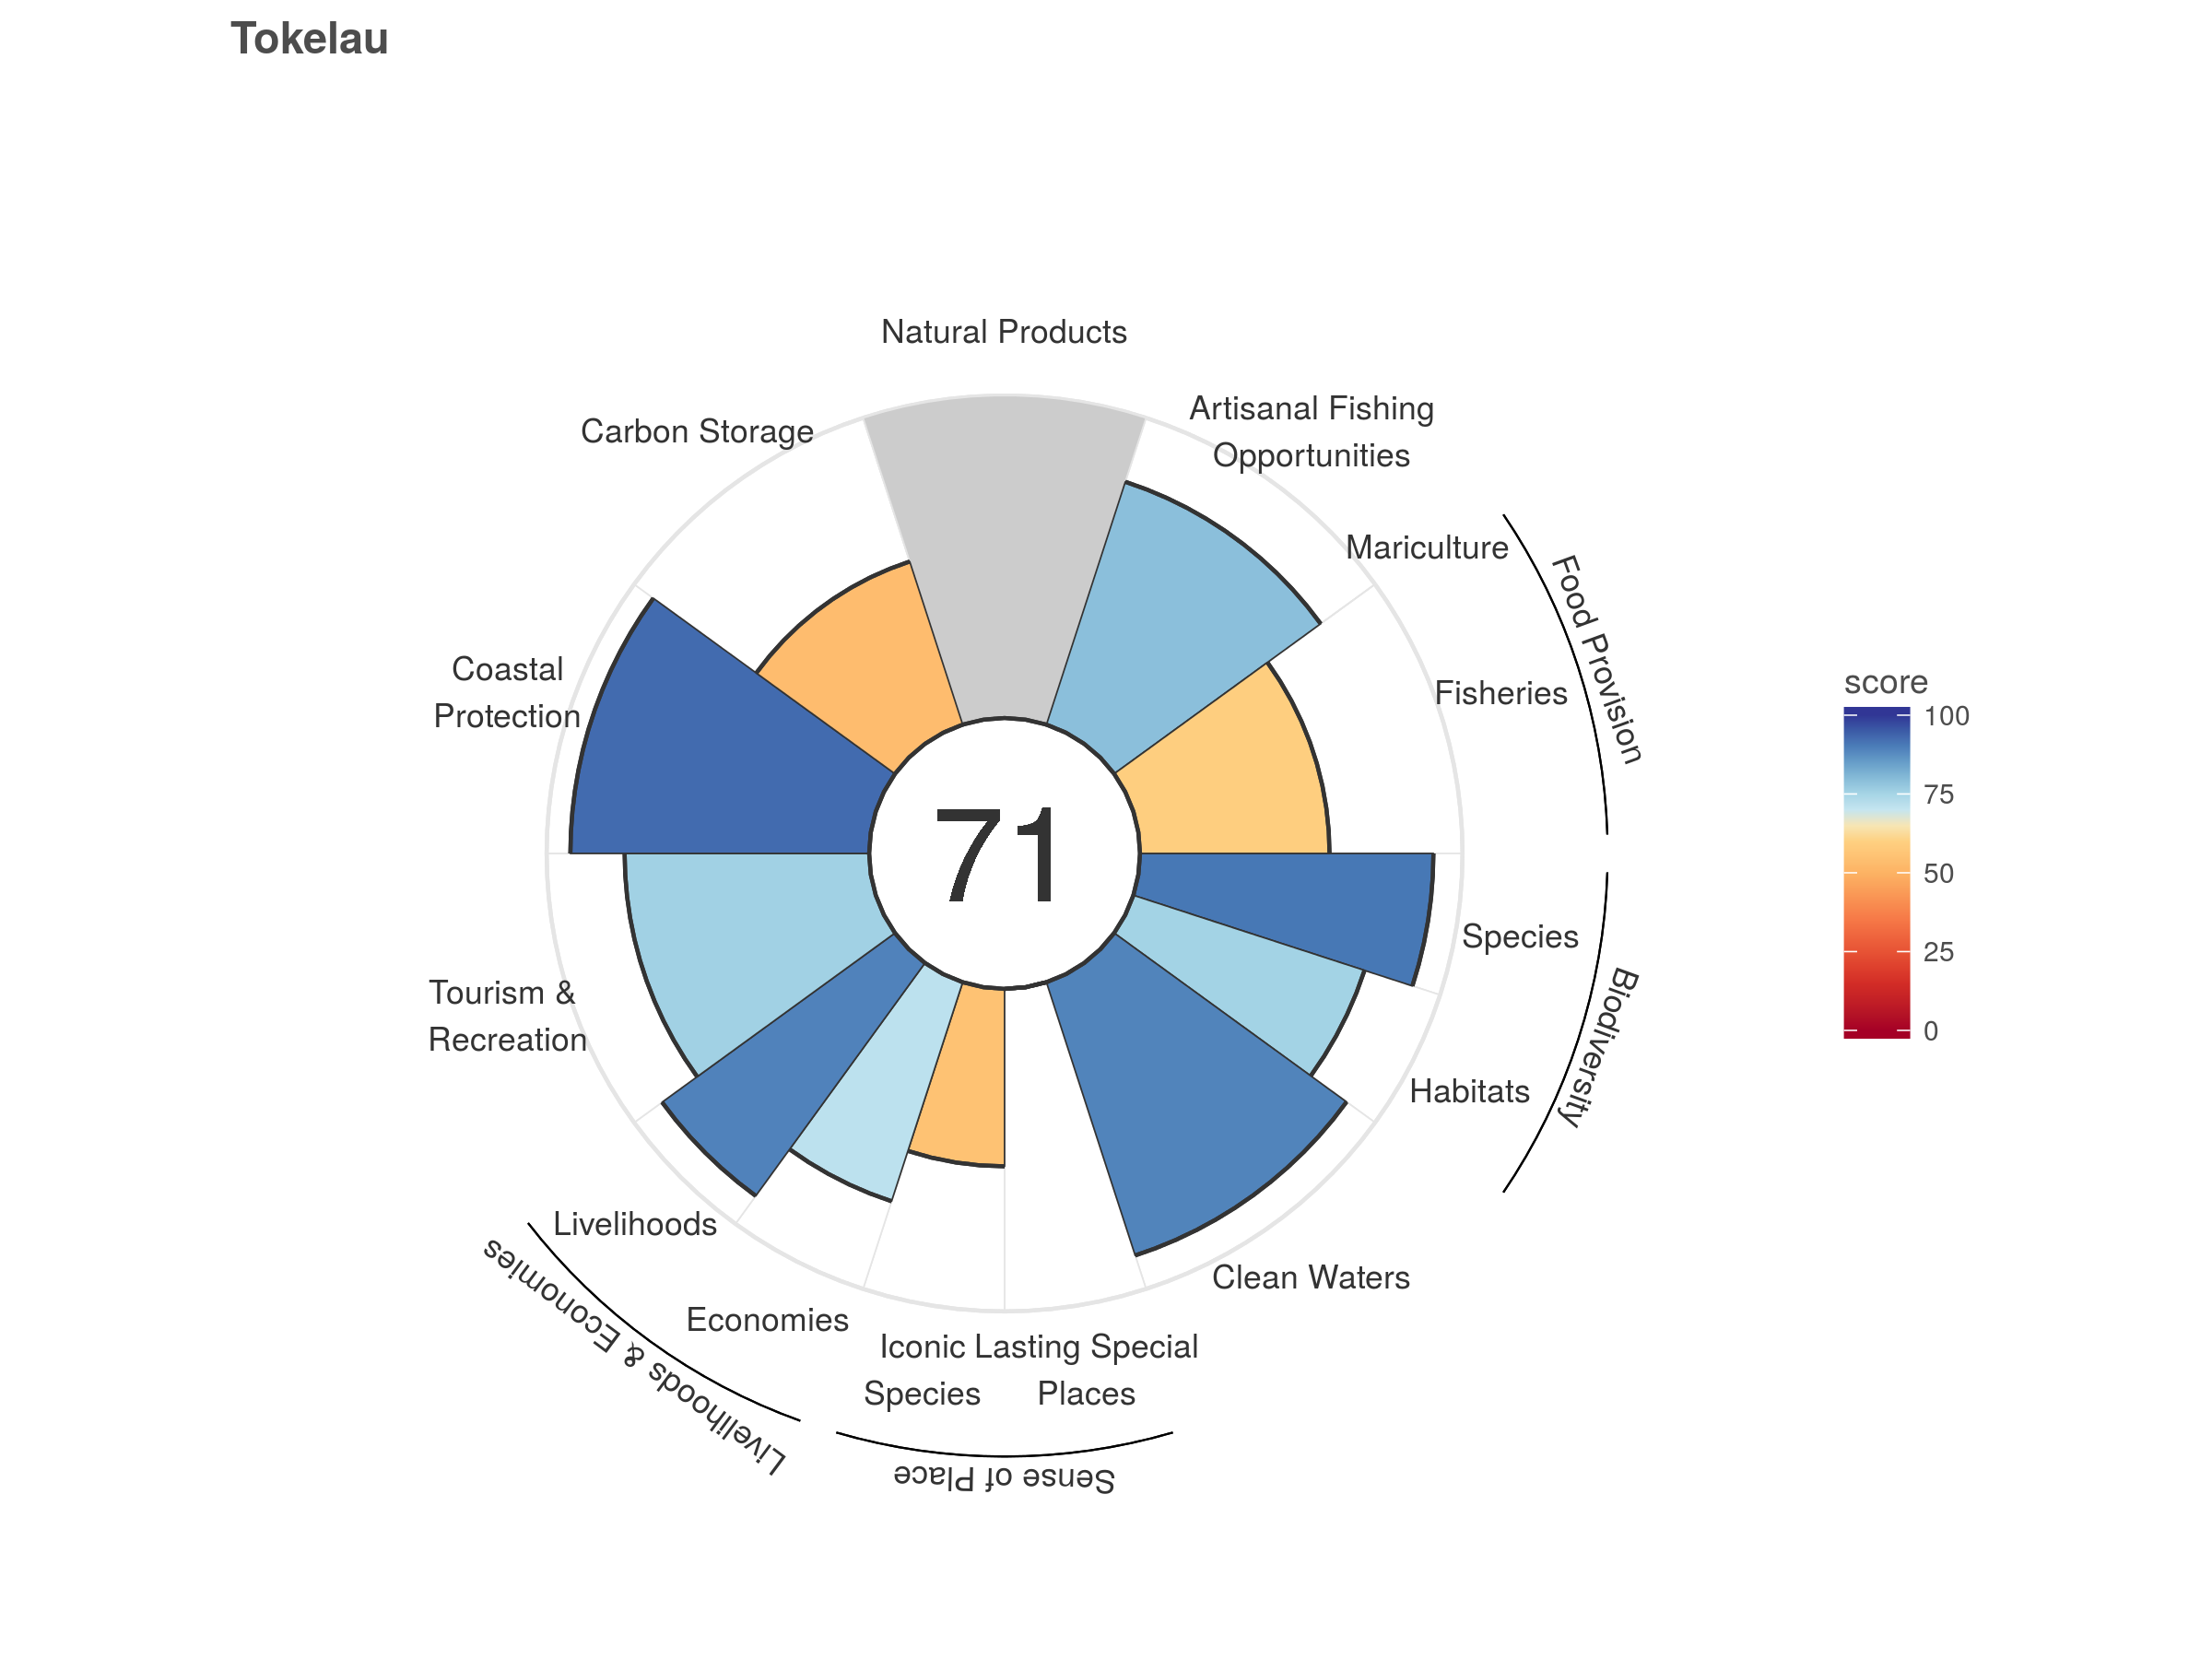 Tokelau
Natural Products
Artisanal Fishing
Opportunities
Carbon Storage
Mariculture
Food Provision
Fisheries
Coastal
Protection
score
100
75
50
25
0
71
Species
Biodiversity
Habitats
Tourism &
Recreation
Livelihoods
Livelihoods & Economies
Economies
Clean Waters
Iconic
Species
Lasting Special
Places
Sense of Place